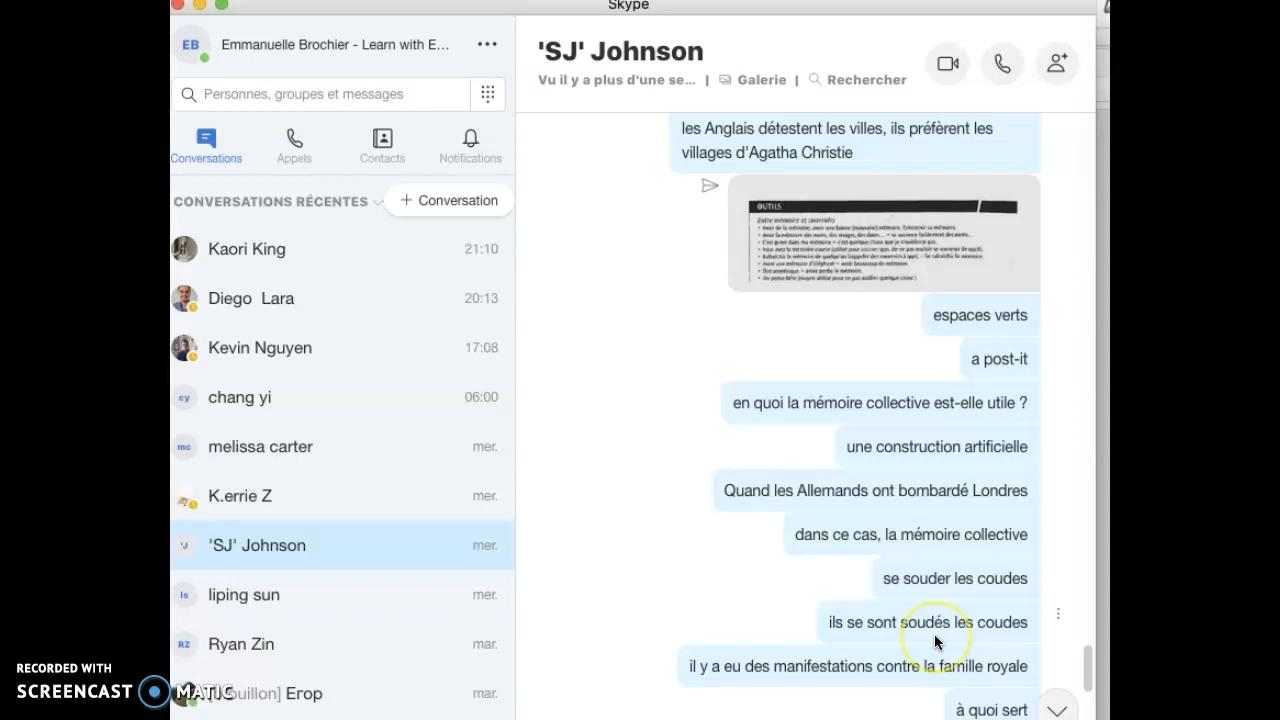 Skype
EB
Emmanuelle Brochier - Learn with E...
Personnes, groupes et messages
Conversations
Appels
Contacts
Notifications
CONVERSATIONS RÉCENTES
+ Conversation
Kaori King
21:10
Diego Lara
20:13
Kevin Nguyen
17:08
cy
chang yi
06:00
mc
melissa carter
mer.
K.errie Z
mer.
'J
'SJ' Johnson
mer.
ls
liping sun
mer.
RZ
Ryan Zin
mar.
Erop
mar.
'SJ' Johnson
Vu il y a plus d'une se... | Galerie | Rechercher
les Anglais détestent les villes, ils préfèrent les
villages d'Agatha Christie
OUTILS
Entre mémoire et souvenirs
espaces verts
a post-it
en quoi la mémoire collective est-elle utile ?
une construction artificielle
Quand les Allemands ont bombardé Londres
dans ce cas, la mémoire collective
se souder les coudes
ils se sont soudés les coudes
il y a eu des manifestations contre la famille royale
à quoi sert
RECORDED WITH
SCREENCAST MATIC